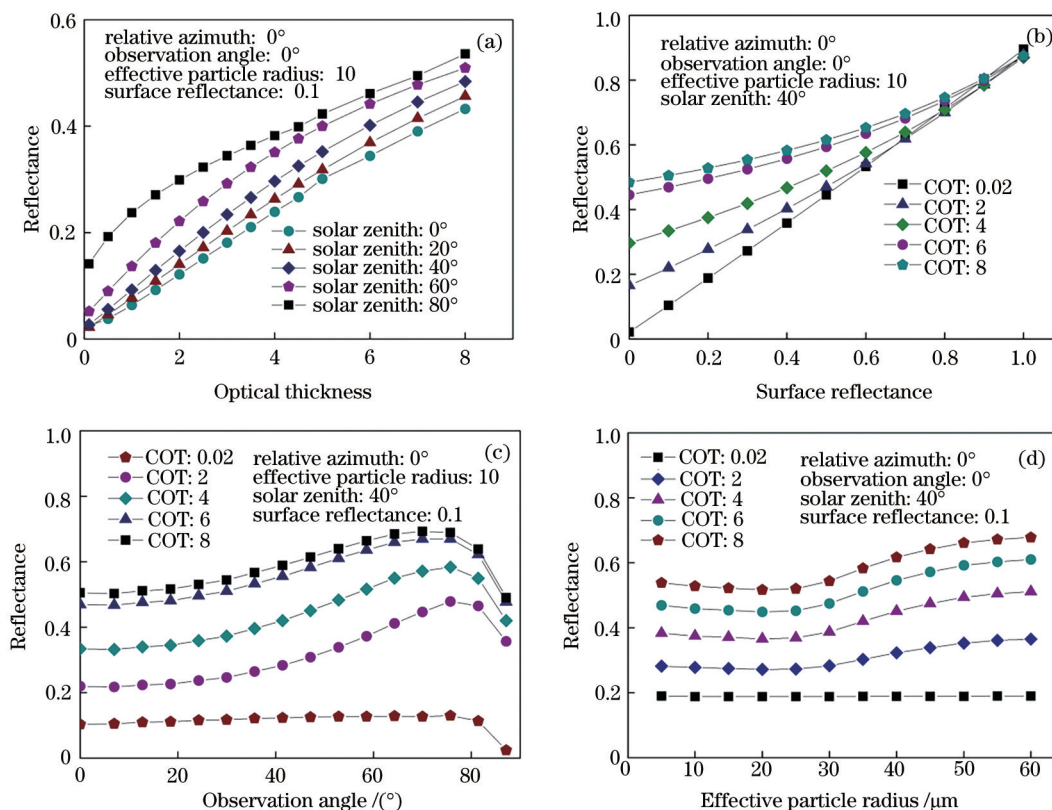 (a)
relative azimuth: 0°
observation angle: 0°
effective particle radius: 10
surface reflectance: 0.1
0.6
0.4
0.2
0
Reflectance
solar zenith: 0°
solar zenith: 20°
solar zenith: 40°
solar zenith: 60°
solar zenith: 80°
0 2 4 6 8
Optical thickness
(b)
relative azimuth: 0°
observation angle: 0°
effective particle radius: 10
solar zenith: 40°
1.0
0.8
0.6
0.4
0.2
0
Reflectance
COT: 0.02
COT: 2
COT: 4
COT: 6
COT: 8
0 0.2 0.4 0.6 0.8 1.0
Surface reflectance
(c)
COT: 0.02
COT: 2
COT: 4
COT: 6
COT: 8
relative azimuth: 0°
effective particle radius: 10
solar zenith: 40°
surface reflectance: 0.1
1.0
0.8
0.6
0.4
0.2
0
Reflectance
0 20 40 60 80
Observation angle /(°)
(d)
COT: 0.02
COT: 2
COT: 4
COT: 6
COT: 8
relative azimuth: 0°
observation angle: 0°
solar zenith: 40°
surface reflectance: 0.1
1.0
0.8
0.6
0.4
0.2
0
Reflectance
0 10 20 30 40 50 60
Effective particle radius /μm